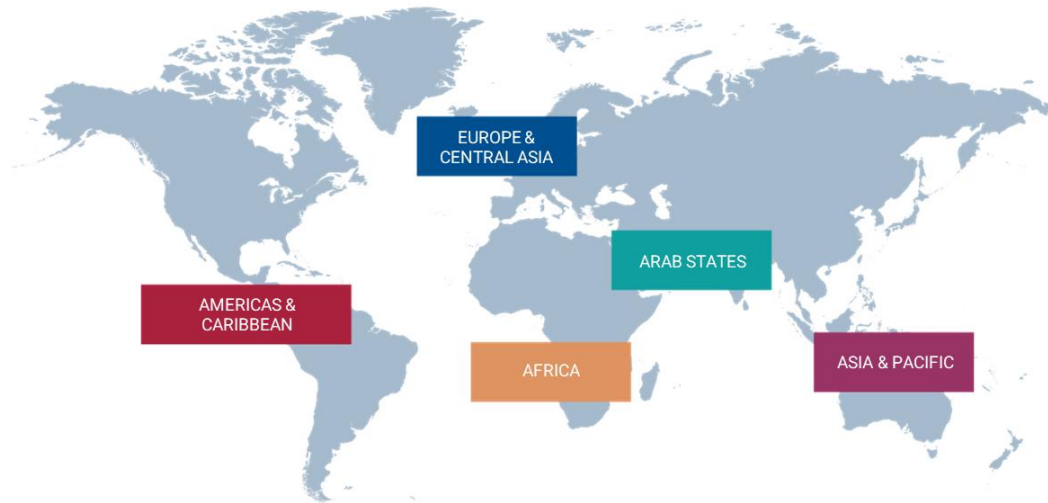 EUROPE &
CENTRAL ASIA
ARAB STATES
AMERICAS &
CARIBBEAN
AFRICA
ASIA & PACIFIC